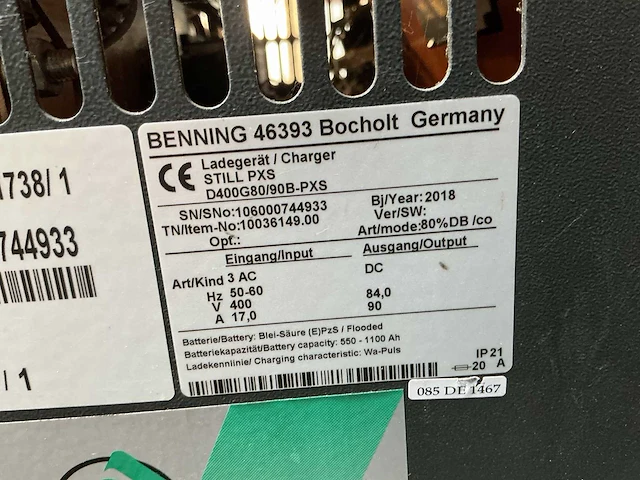 BENNING 46393 Bocholt Germany
CE Ladegerät / Charger
STILL PXS
D400G80/90B-PXS
SN/SNo:106000744933 Bj/Year: 2018
TN/Item-No:10036149.00 Ver/SW:
Opt.: Art/mode:80%DB /co
Eingang/Input Ausgang/Output
Art/Kind 3 AC DC
Hz 50-60
V 400 84,0
A 17,0 90
Batterie/Battery: Blei-Säure (E)PzS / Flooded
Batteriekapazität/Battery capacity: 550 - 1100 Ah
Ladekennlinie/ Charging characteristic: Wa-Puls
IP 21
20 A
085 DE 1467
1738/ 1
744933
/ 1